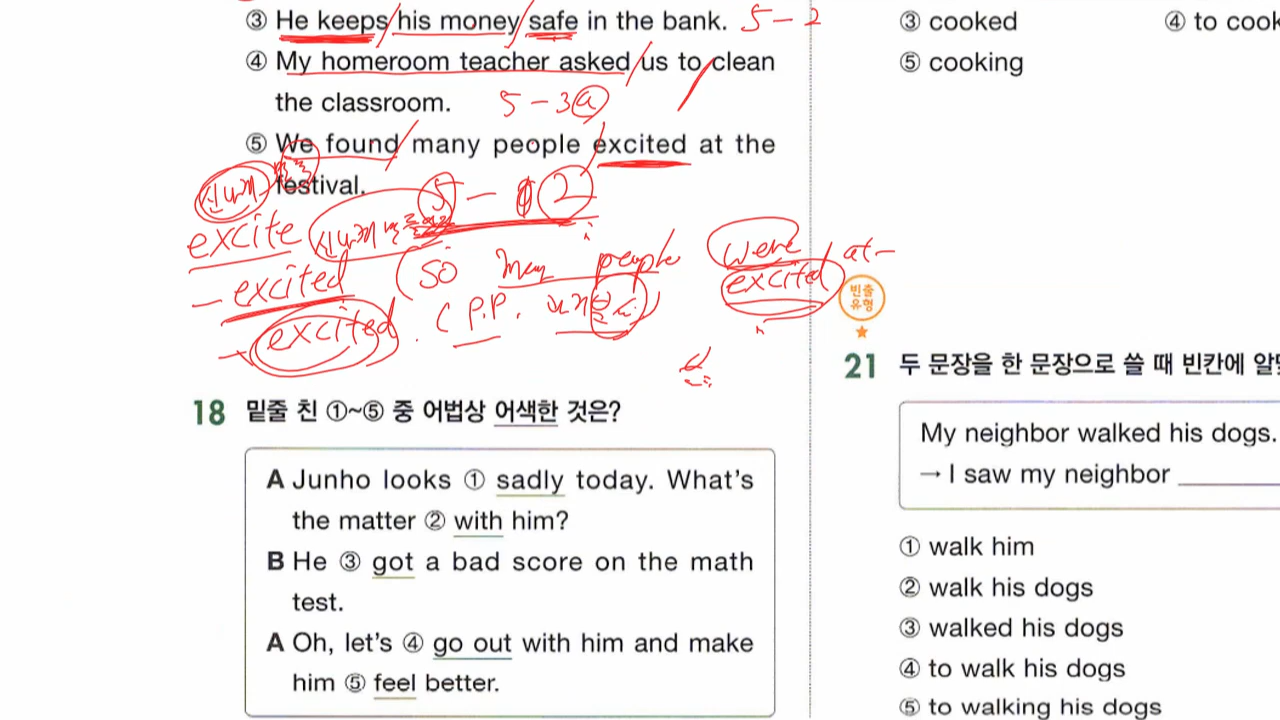 ③ He keeps his money safe in the bank. 5-2
④ My homeroom teacher asked us to clean
the classroom. 5-3ⓐ
⑤ We found many people excited at the
festival. 5-2
신나게
excite
-excited (so many people were at-
excited
→ excited. (P.P.
18 밑줄 친 ①~⑤ 중 어법상 어색한 것은?
A Junho looks ① sadly today. What's
the matter ② with him?
B He ③ got a bad score on the math
test.
A Oh, let's ④ go out with him and make
him ⑤ feel better.
③ cooked ④ to cook
⑤ cooking
빈출
유형
21 두 문장을 한 문장으로 쓸 때 빈칸에
My neighbor walked his dogs.
→ I saw my neighbor
① walk him
② walk his dogs
③ walked his dogs
④ to walk his dogs
⑤ to walking his dogs